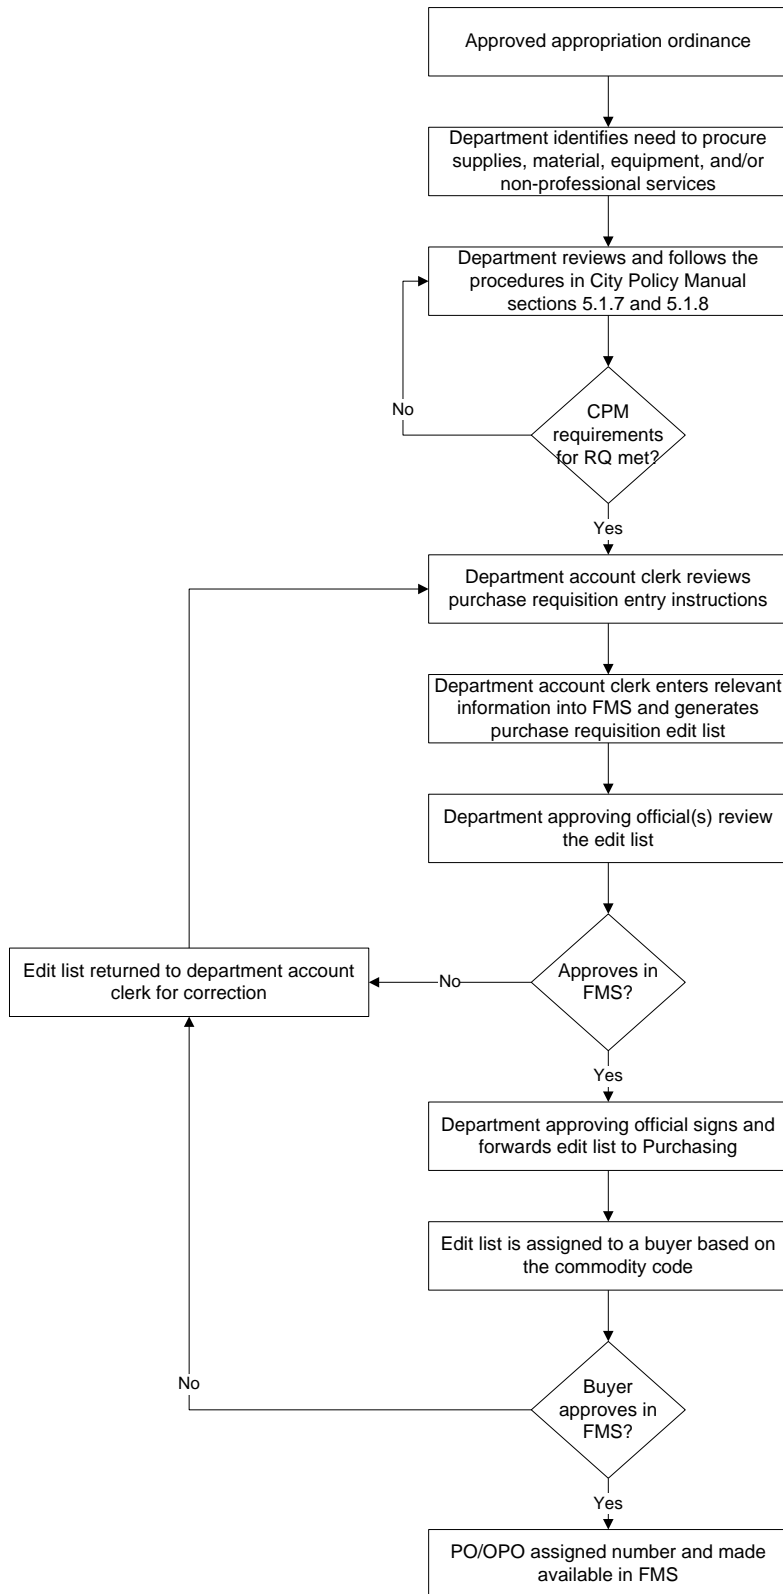 Approved appropriation ordinance
Department identifies need to procure
supplies, material, equipment, and/or
non-professional services
Department reviews and follows the
procedures in City Policy Manual
sections 5.1.7 and 5.1.8
No
CPM
requirements
for RQ met?
Yes
Department account clerk reviews
purchase requisition entry instructions
Department account clerk enters relevant
information into FMS and generates
purchase requisition edit list
Department approving official(s) review
the edit list
Edit list returned to department account
clerk for correction
No
Approves in
FMS?
Yes
Department approving official signs and
forwards edit list to Purchasing
Edit list is assigned to a buyer based on
the commodity code
No
Buyer
approves in
FMS?
Yes
PO/OPO assigned number and made
available in FMS